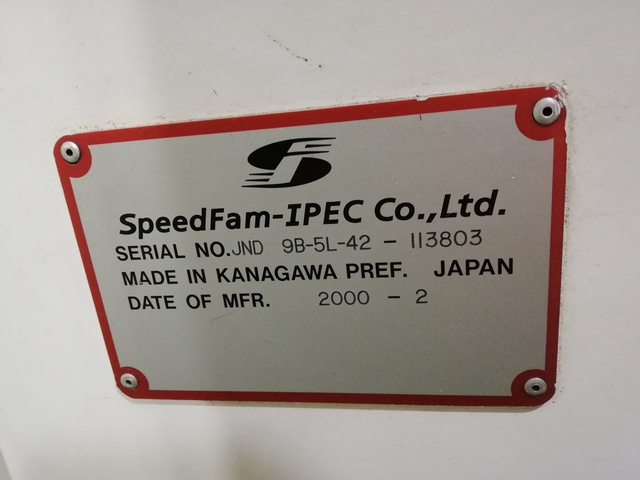 SpeedFam-IPEC Co.,Ltd.
SERIAL NO. JND 9B-5L-42 - 113803
MADE IN KANAGAWA PREF. JAPAN
DATE OF MFR. 2000 - 2